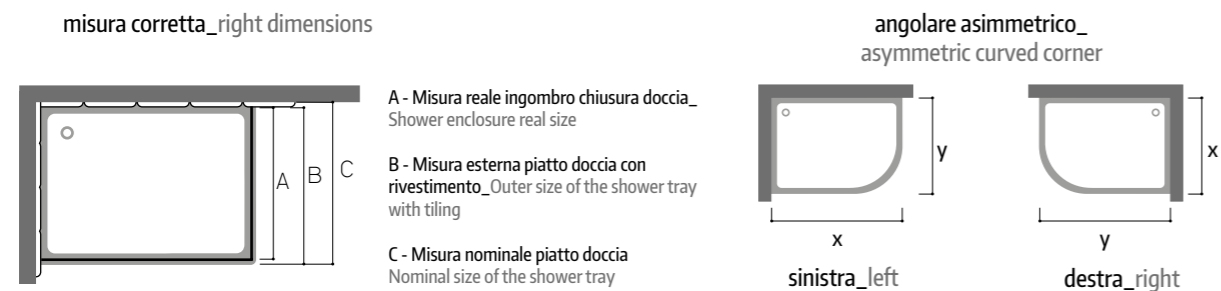 misura corretta_right dimensions
A
B
C
A - Misura reale ingombro chiusura doccia_
Shower enclosure real size
B - Misura esterna piatto doccia con
rivestimento_Outer size of the shower tray
with tiling
C - Misura nominale piatto doccia
Nominal size of the shower tray
angolare asimmetrico_
asymmetric curved corner
y
x
sinistra_left
x
y
destra_right